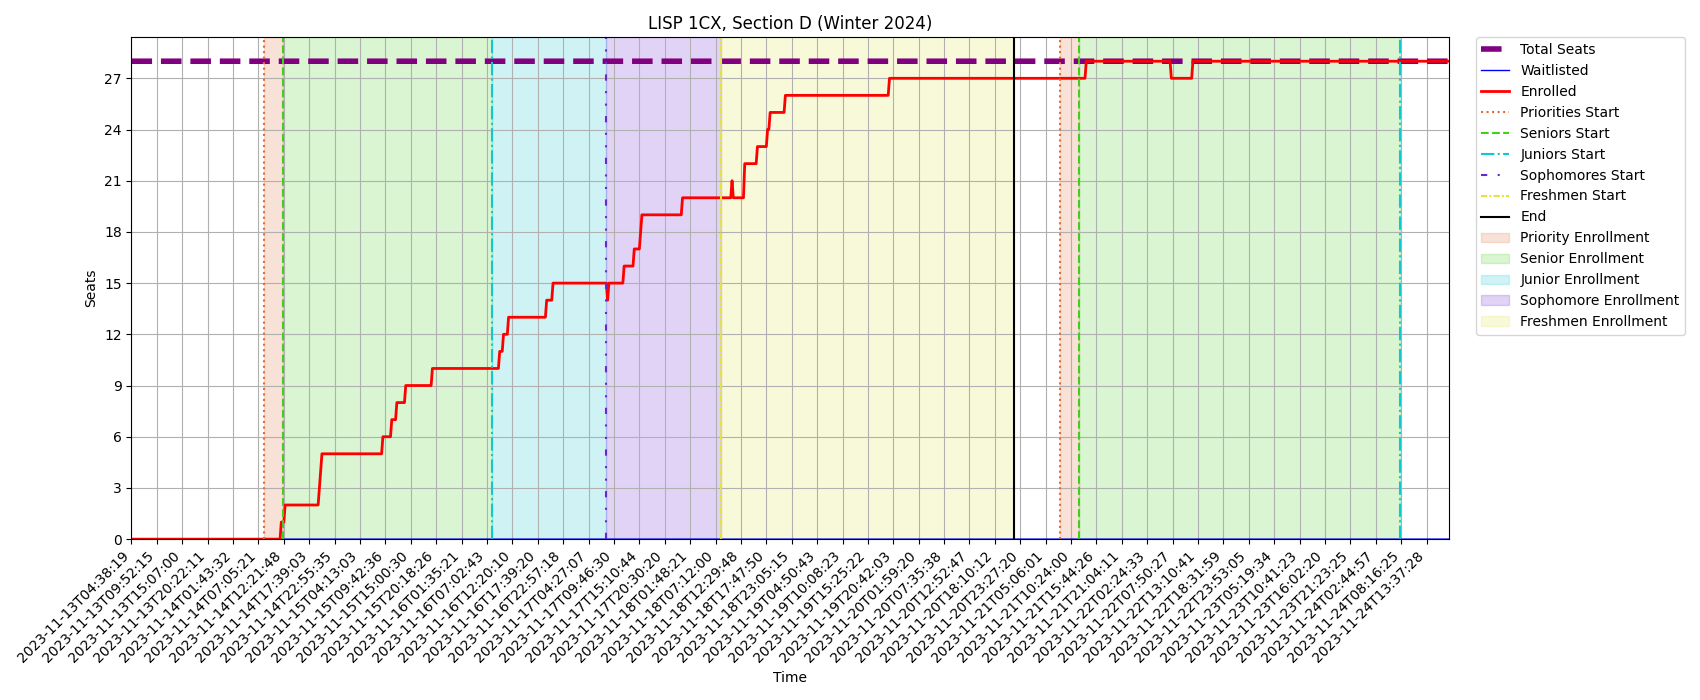 LISP 1CX, Section D (Winter 2024)
Seats
27
24
21
18
15
12
9
6
3
0
2023-11-13T04:38:19
2023-11-13T09:52:15
2023-11-13T15:07:00
2023-11-13T20:22:11
2023-11-14T01:43:32
2023-11-14T07:05:21
2023-11-14T12:21:48
2023-11-14T17:39:03
2023-11-14T22:55:35
2023-11-15T04:13:03
2023-11-15T09:42:36
2023-11-15T15:00:30
2023-11-15T20:18:26
2023-11-16T01:35:21
2023-11-16T07:02:43
2023-11-16T12:20:10
2023-11-16T17:39:20
2023-11-16T22:57:18
2023-11-17T04:27:07
2023-11-17T09:46:30
2023-11-17T15:10:44
2023-11-17T20:30:20
2023-11-18T01:48:21
2023-11-18T07:12:00
2023-11-18T12:29:48
2023-11-18T17:47:50
2023-11-18T23:05:15
2023-11-19T04:50:43
2023-11-19T10:08:23
2023-11-19T15:25:22
2023-11-19T20:42:03
2023-11-20T01:59:20
2023-11-20T07:35:38
2023-11-20T12:52:47
2023-11-20T18:10:12
2023-11-20T23:27:20
2023-11-21T05:06:01
2023-11-21T10:24:00
2023-11-21T15:44:26
2023-11-21T21:04:11
2023-11-22T02:24:33
2023-11-22T07:50:27
2023-11-22T13:10:41
2023-11-22T18:31:59
2023-11-22T23:53:05
2023-11-23T05:19:34
2023-11-23T10:41:23
2023-11-23T16:02:20
2023-11-23T21:23:25
2023-11-24T02:44:57
2023-11-24T08:16:25
2023-11-24T13:37:28
Time
Total Seats
Waitlisted
Enrolled
Priorities Start
Seniors Start
Juniors Start
Sophomores Start
Freshmen Start
End
Priority Enrollment
Senior Enrollment
Junior Enrollment
Sophomore Enrollment
Freshmen Enrollment